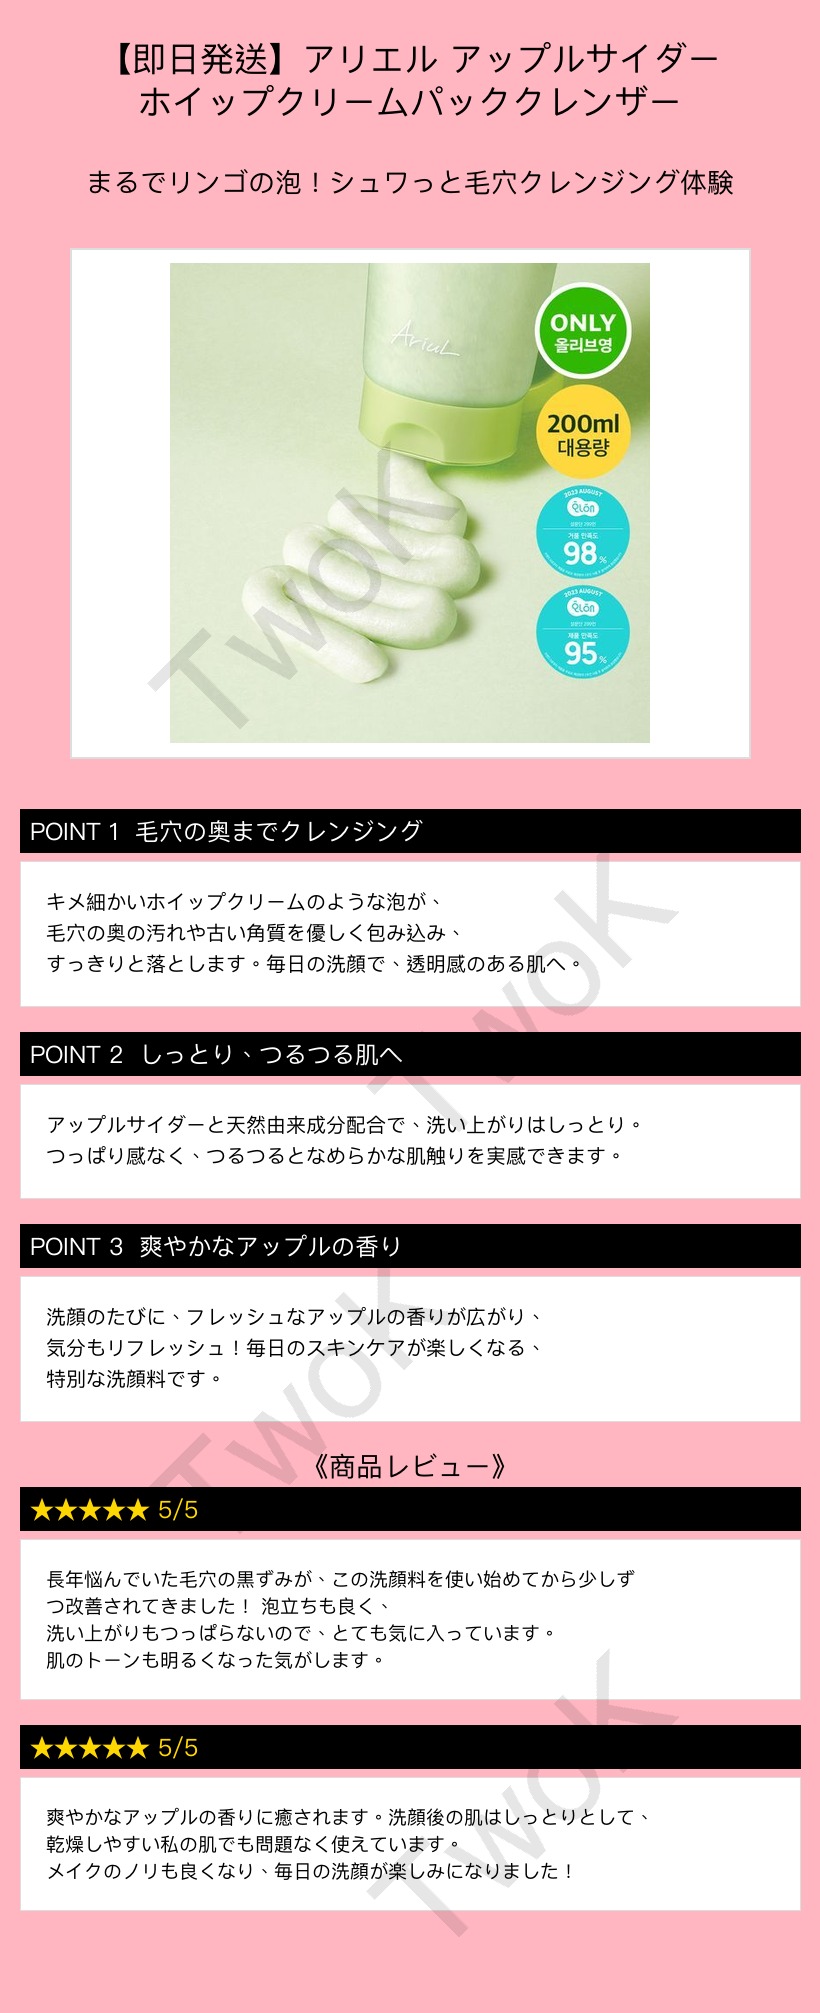 【即日発送】アリエル アップルサイダー
ホイップクリームパッククレンザー
まるでリンゴの泡！シュワっと毛穴クレンジング体験
Ariul
ONLY
올리브영
200ml
대용량
2023 AUGUST
거품 만족도
98%
2023 AUGUST
제품 만족도
95%
TwoK
POINT 1 毛穴の奥までクレンジング
キメ細かいホイップクリームのような泡が、
毛穴の奥の汚れや古い角質を優しく包み込み、
すっきりと落とします。毎日の洗顔で、透明感のある肌へ。
TwoK
POINT 2 しっとり、つるつる肌へ
アップルサイダーと天然由来成分配合で、洗い上がりはしっとり。
つっぱり感なく、つるつるとなめらかな肌触りを実感できます。
POINT 3 爽やかなアップルの香り
洗顔のたびに、フレッシュなアップルの香りが広がり、
気分もリフレッシュ！毎日のスキンケアが楽しくなる、
特別な洗顔料です。
TwoK
《商品レビュー》
★★★★★ 5/5
長年悩んでいた毛穴の黒ずみが、この洗顔料を使い始めてから少しず
つ改善されてきました！ 泡立ちも良く、
洗い上がりもつっぱらないので、とても気に入っています。
肌のトーンも明るくなった気がします。
★★★★★ 5/5
爽やかなアップルの香りに癒されます。洗顔後の肌はしっとりとして、
乾燥しやすい私の肌でも問題なく使えています。
メイクのノリも良くなり、毎日の洗顔が楽しみになりました！
TwoK